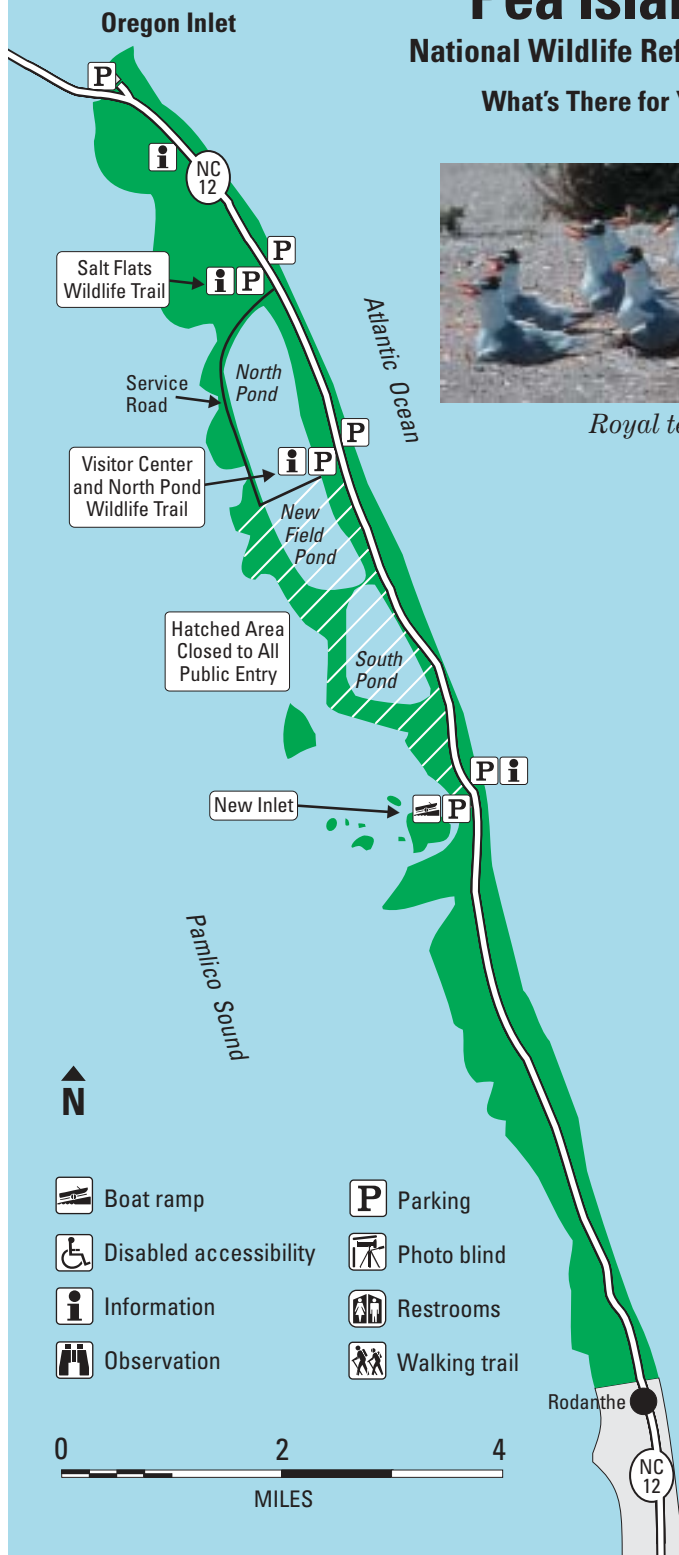 Oregon Inlet
National Wildlife
What's There for
P
i
NC
12
P
Salt Flats
Wildlife Trail
i P
Atlantic Ocean
North
Pond
Service
Road
P
Royal
Visitor Center
and North Pond
Wildlife Trail
i P
New
Field
Pond
Hatched Area
Closed to All
Public Entry
South
Pond
P i
New Inlet
P
Pamlico Sound
N
Boat ramp
P Parking
Disabled accessibility
Photo blind
i Information
Restrooms
Observation
Walking trail
Rodanthe
0 2 4
MILES
NC
12